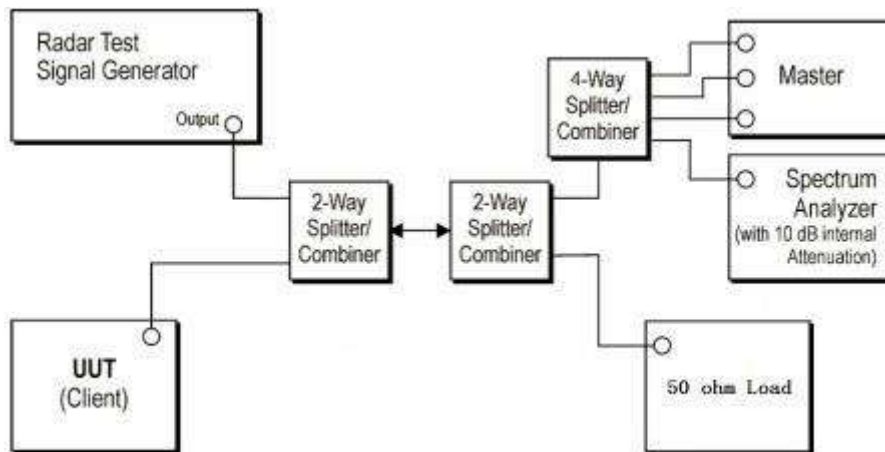 Radar Test
Signal Generator
Output
4-Way
Splitter/
Combiner
Master
2-Way
Splitter/
Combiner
2-Way
Splitter/
Combiner
Spectrum
Analyzer
(with 10 dB internal
Attenuation)
UUT
(Client)
50 ohm Load